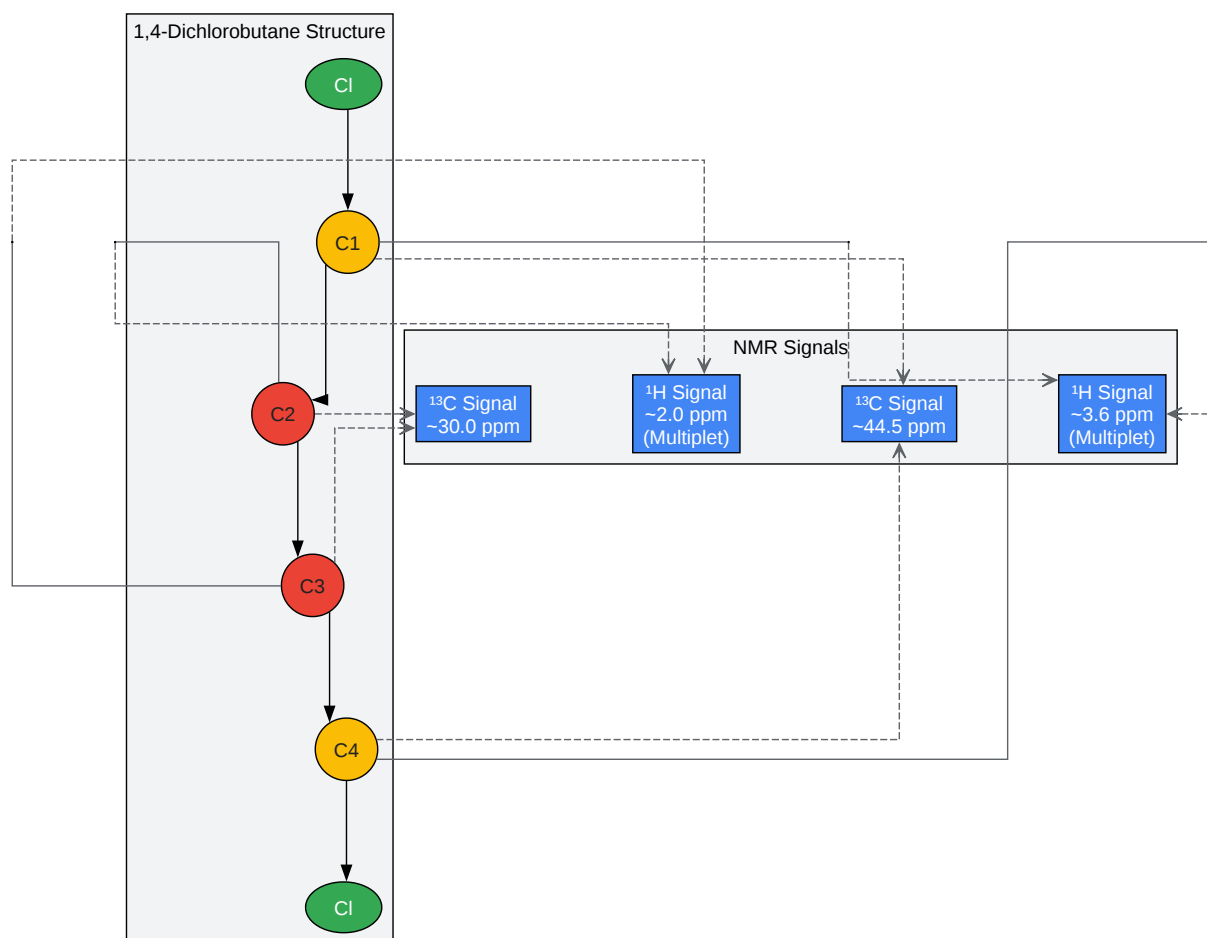 1,4-Dichlorobutane Structure
Cl
C1
NMR Signals
C2
¹³C Signal
~30.0 ppm
¹H Signal
~2.0 ppm
(Multiplet)
¹³C Signal
~44.5 ppm
¹H Signal
~3.6 ppm
(Multiplet)
C3
C4
Cl